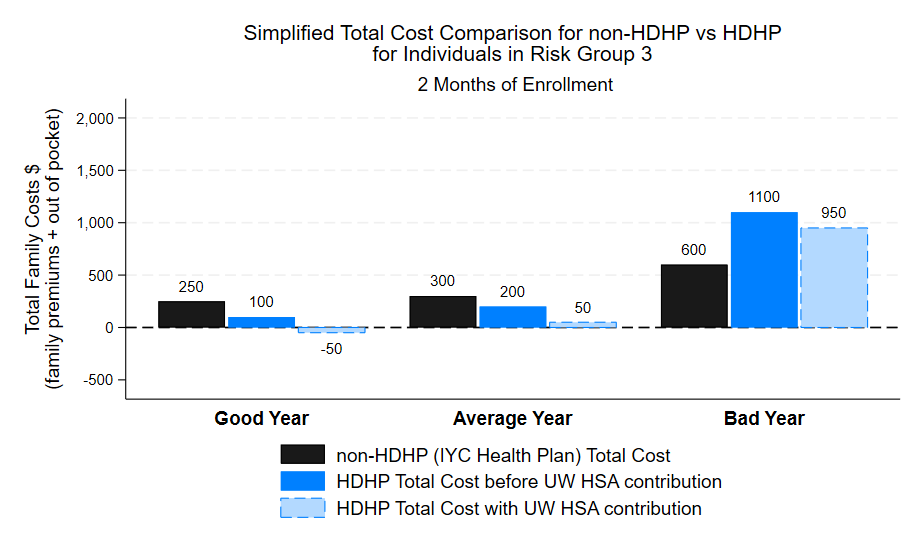 Simplified Total Cost Comparison for non-HDHP vs HDHP
for Individuals in Risk Group 3
2 Months of Enrollment
Total Family Costs $
(family premiums + out of pocket)
2,000
1,500
1,000
500
0
-500
250
100
-50
300
200
50
600
1100
950
Good Year
Average Year
Bad Year
non-HDHP (IYC Health Plan) Total Cost
HDHP Total Cost before UW HSA contribution
HDHP Total Cost with UW HSA contribution